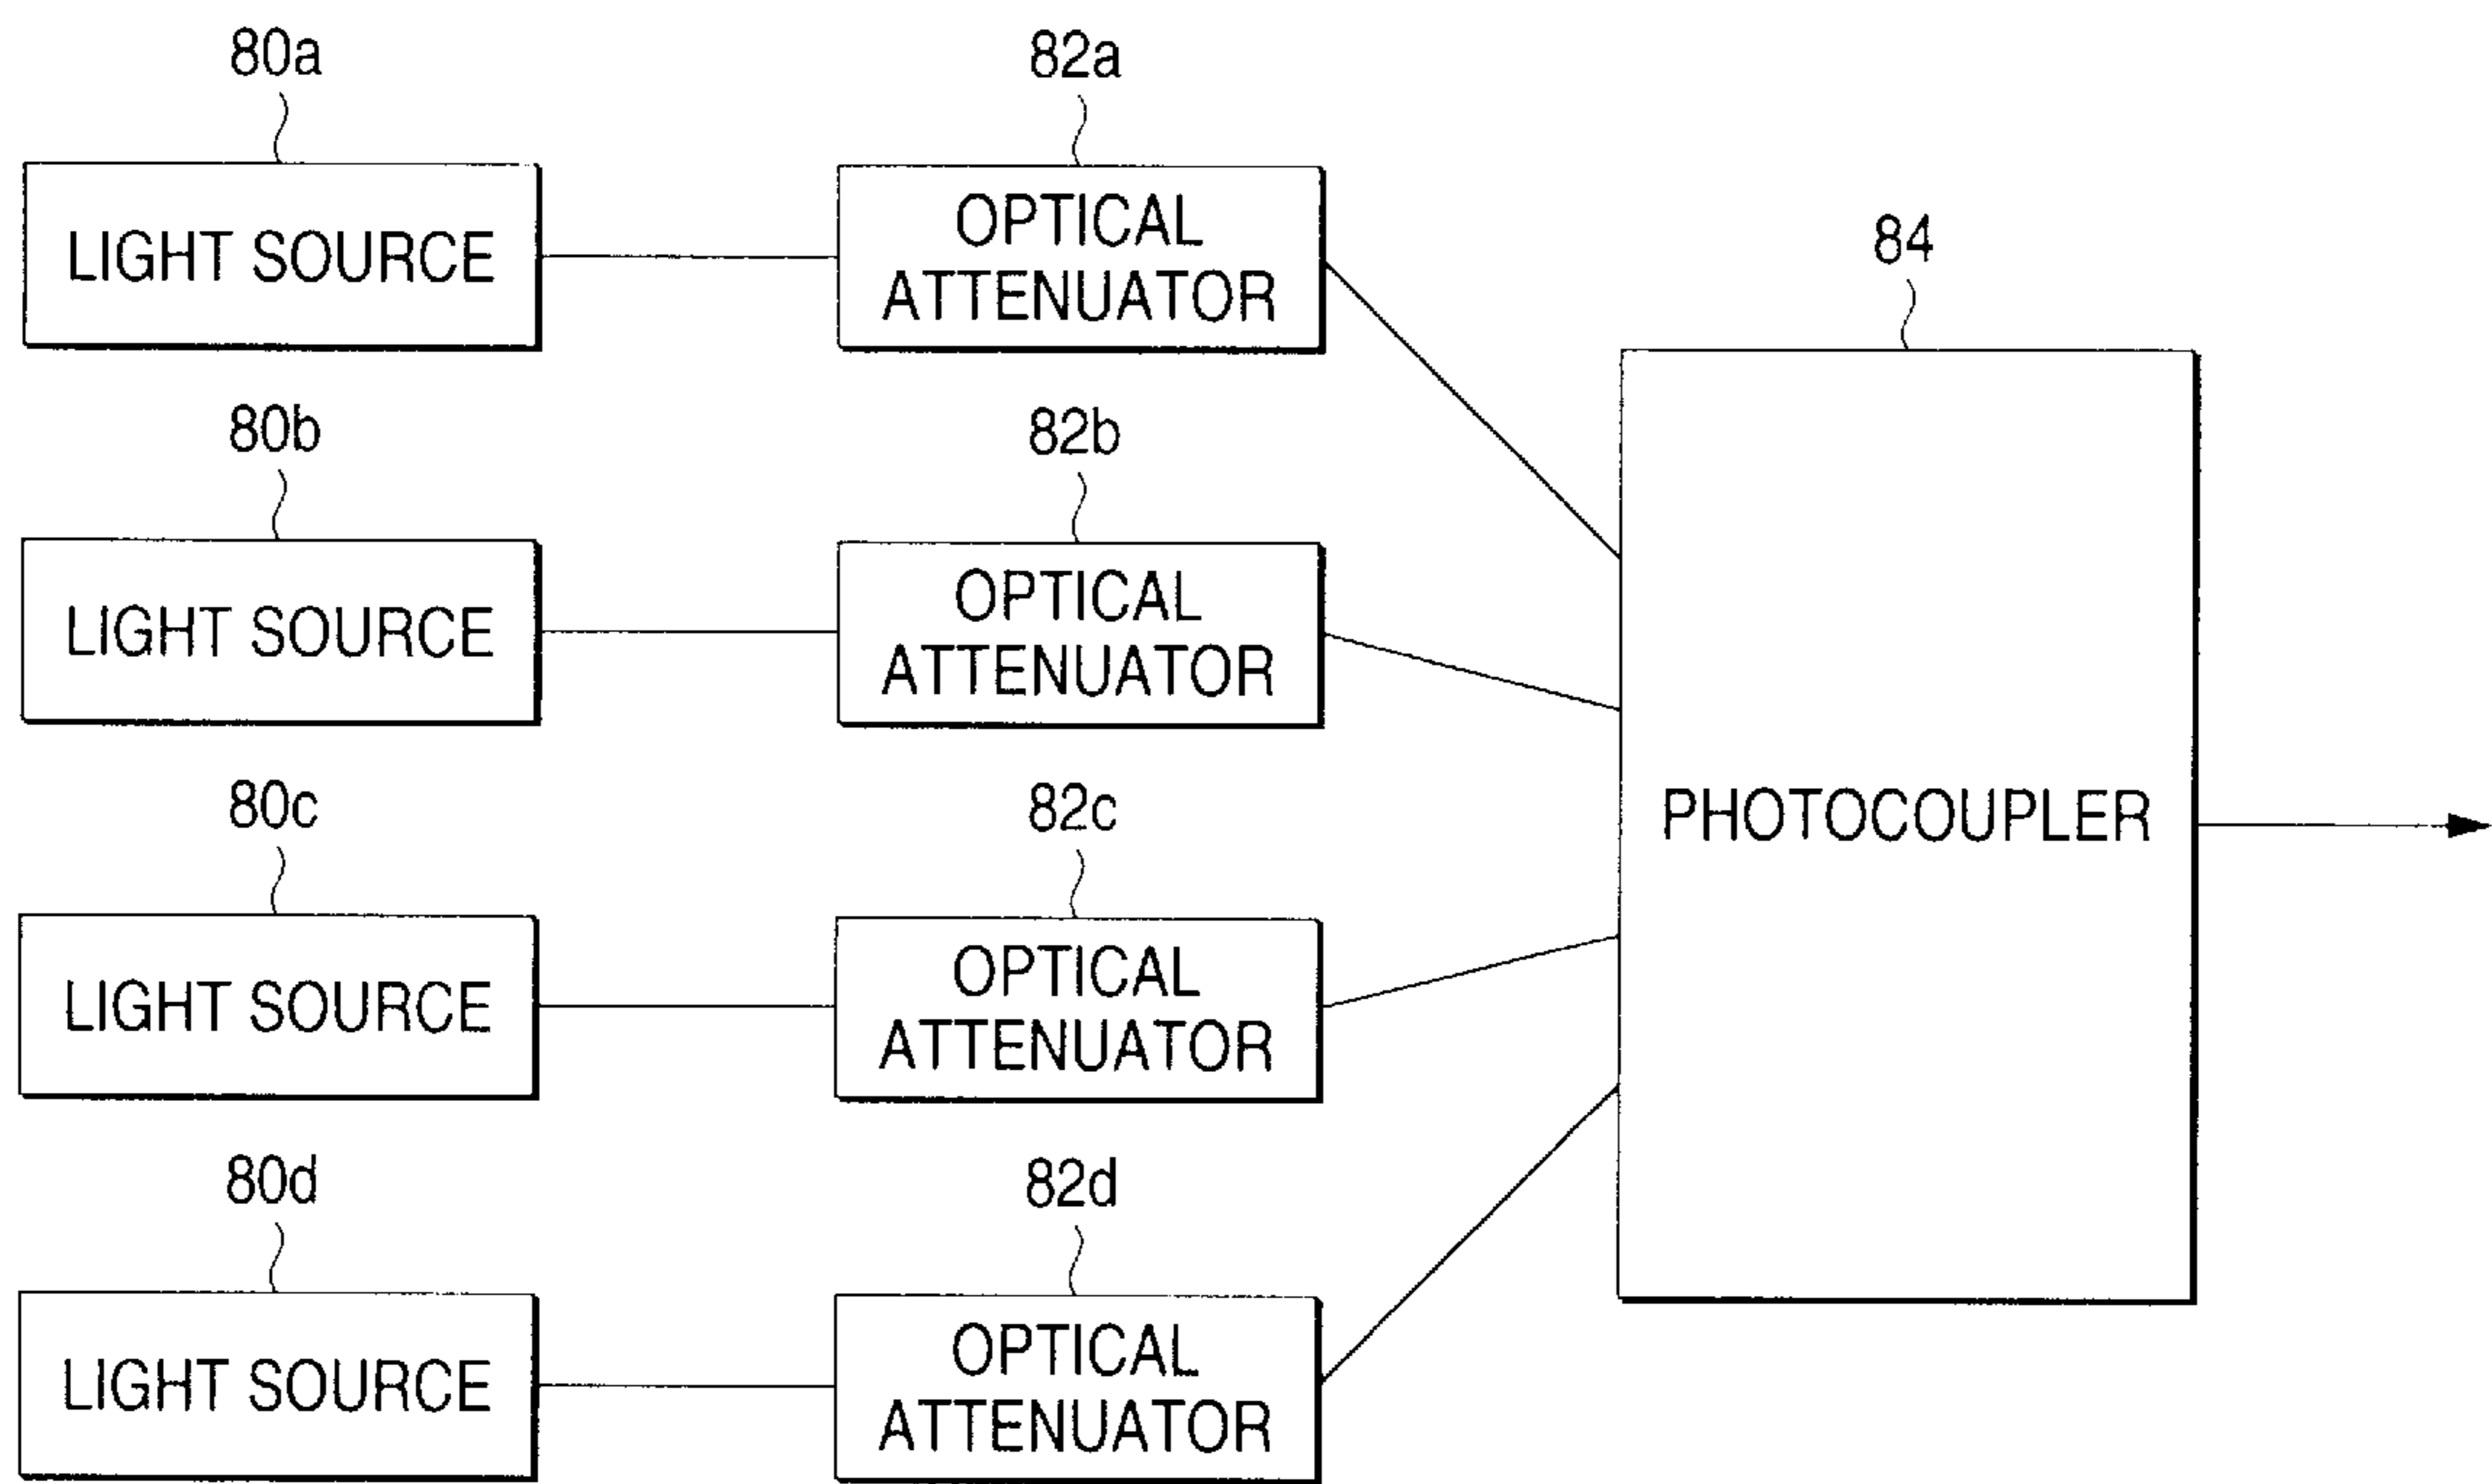 80a
82a
LIGHT SOURCE
OPTICAL
ATTENUATOR
84
80b
82b
LIGHT SOURCE
OPTICAL
ATTENUATOR
PHOTOCOUPLER
80c
82c
LIGHT SOURCE
OPTICAL
ATTENUATOR
80d
82d
LIGHT SOURCE
OPTICAL
ATTENUATOR